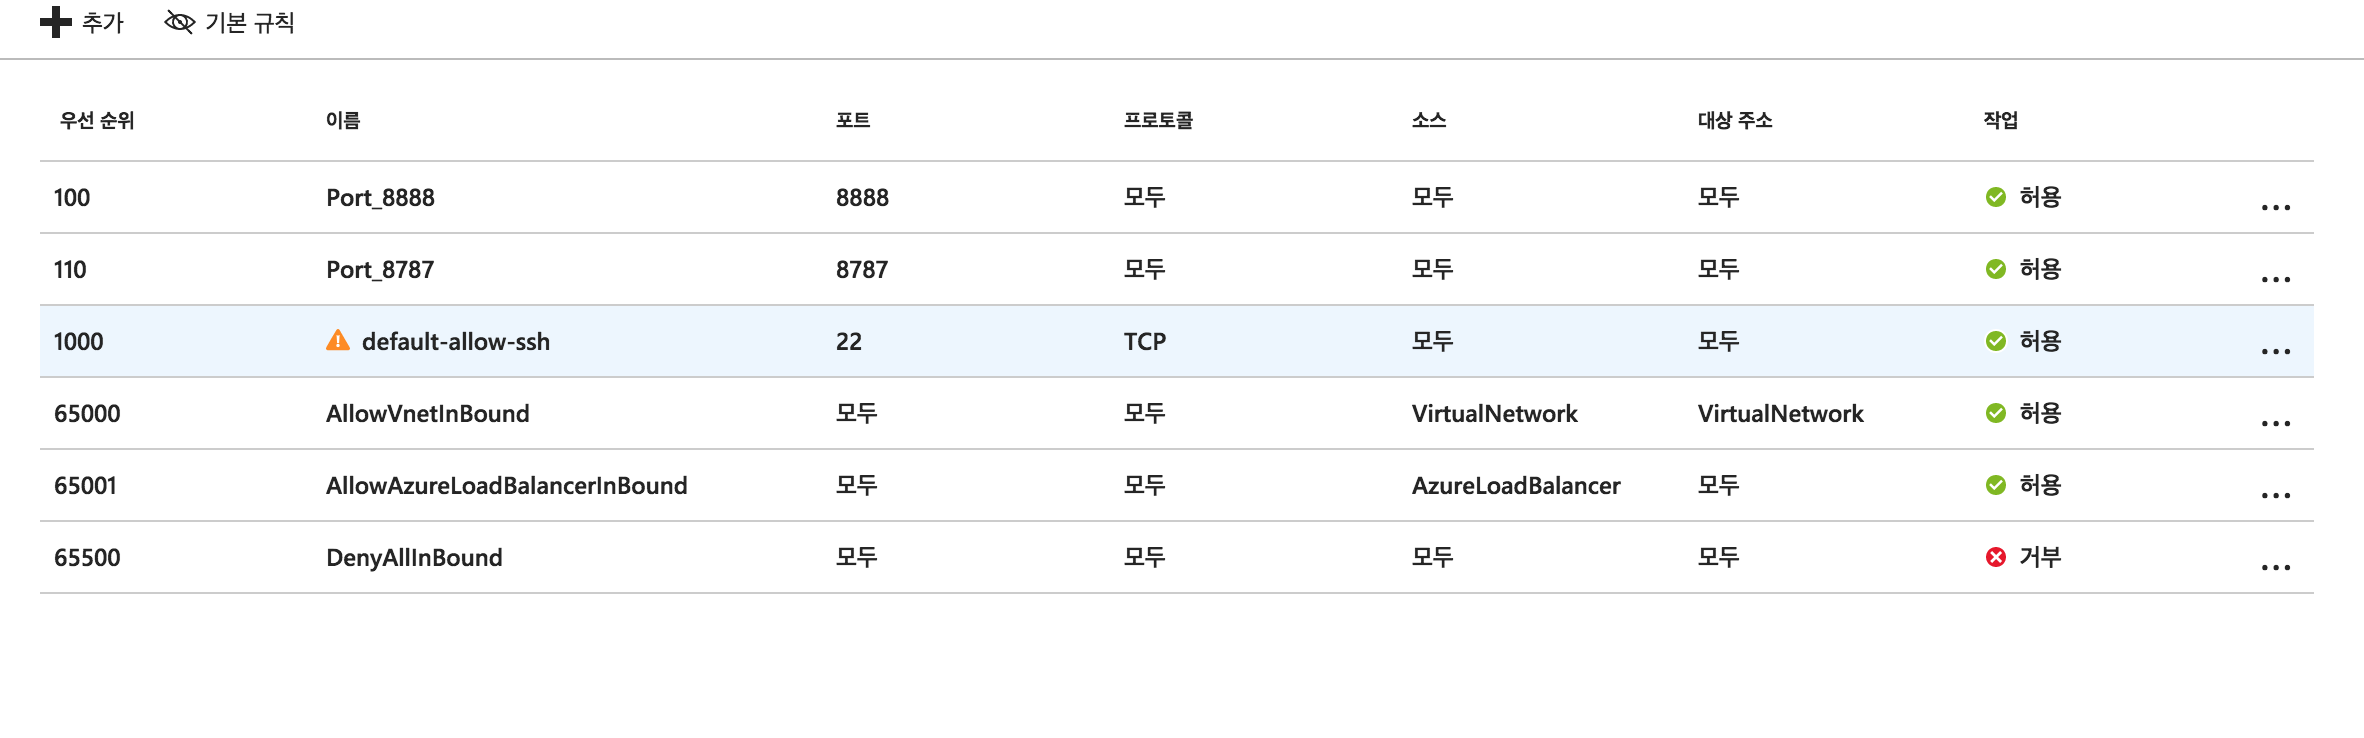 추가 기본 규칙
우선 순위 이름 포트 프로토콜 소스 대상 주소 작업
100 Port_8888 8888 모두 모두 모두 허용 ...
110 Port_8787 8787 모두 모두 모두 허용 ...
1000 default-allow-ssh 22 TCP 모두 모두 허용 ...
65000 AllowVnetInBound 모두 모두 VirtualNetwork VirtualNetwork 허용 ...
65001 AllowAzureLoadBalancerInBound 모두 모두 AzureLoadBalancer 모두 허용 ...
65500 DenyAllInBound 모두 모두 모두 모두 거부 ...